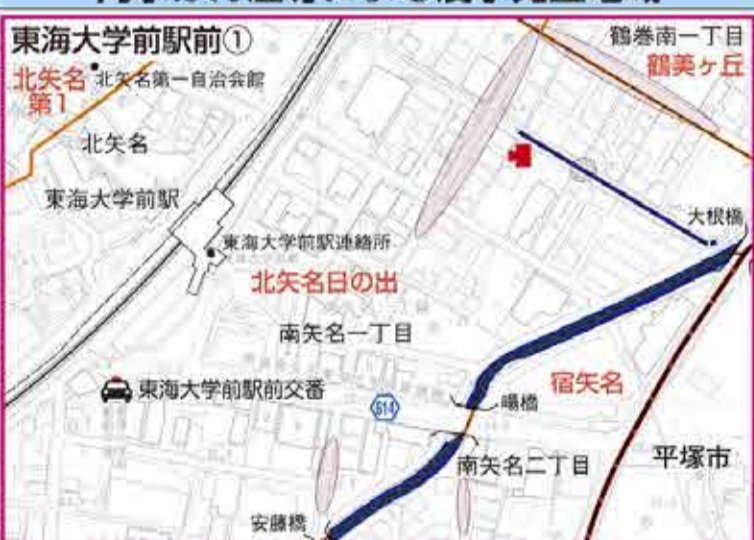 東海大学前駅前①
鶴巻南一丁目
鶴美ヶ丘
北矢名
第1
北矢名第一自治会館
北矢名
東海大学前駅
大根橋
東海大学前駅連絡所
北矢名日の出
南矢名一丁目
宿矢名
東海大学前駅前交番
614
南矢名二丁目
平塚市
安藤橋